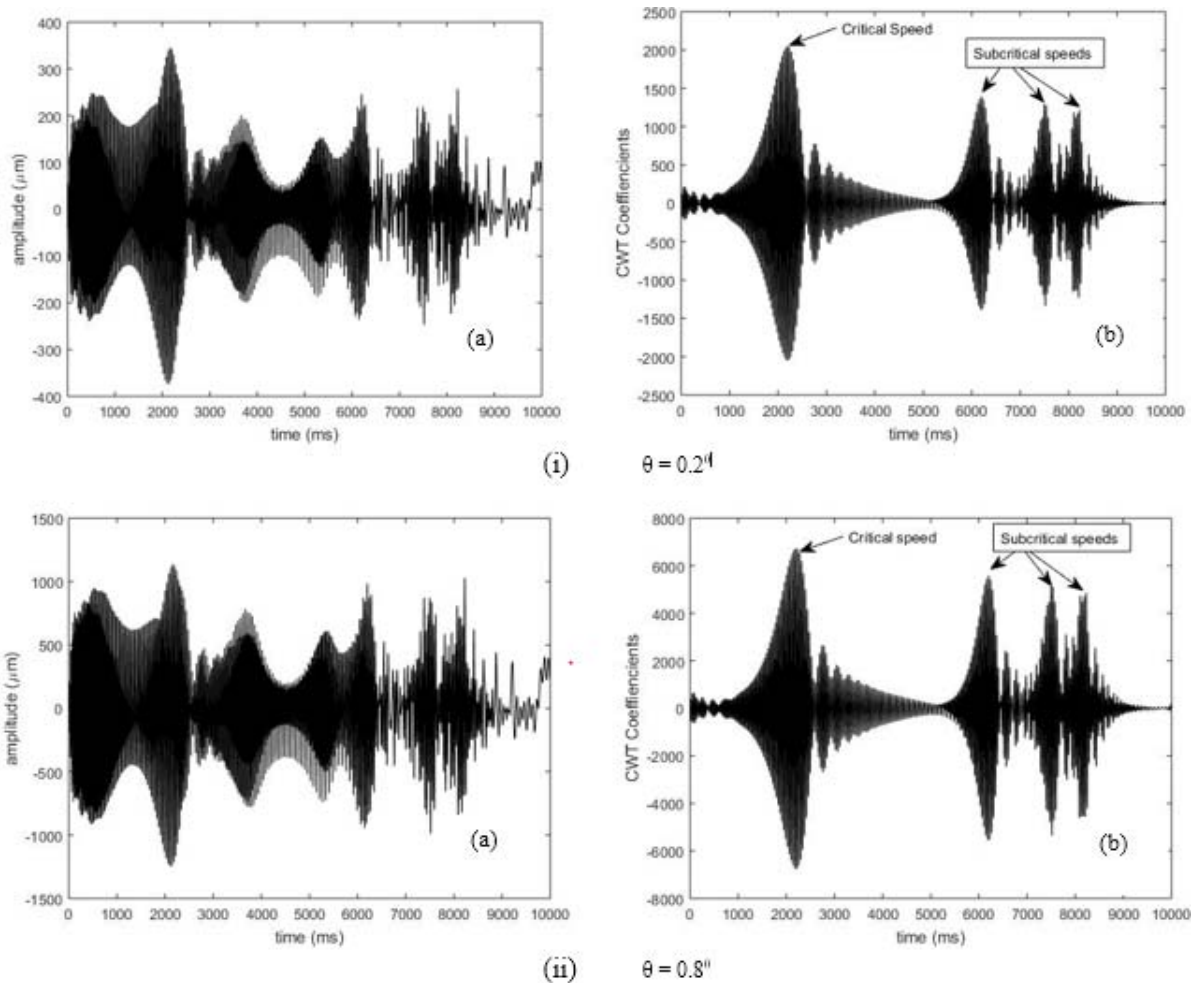 400
300
200
100
0
-100
-200
-300
-400
amplitude (μm)
0 1000 2000 3000 4000 5000 6000 7000 8000 9000 10000
time (ms)
(a)
2500
2000
1500
1000
500
0
-500
-1000
-1500
-2000
-2500
CWT Coeffiencients
Critical Speed
Subcritical speeds
0 1000 2000 3000 4000 5000 6000 7000 8000 9000 10000
time (ms)
(b)
(i) θ = 0.2⁰
1500
1000
500
0
-500
-1000
-1500
amplitude (μm)
0 1000 2000 3000 4000 5000 6000 7000 8000 9000 10000
time (ms)
(a)
8000
6000
4000
2000
0
-2000
-4000
-6000
-8000
CWT Coeffiencients
Critical speed
Subcritical speeds
0 1000 2000 3000 4000 5000 6000 7000 8000 9000 10000
time (ms)
(b)
(ii) θ = 0.8⁰